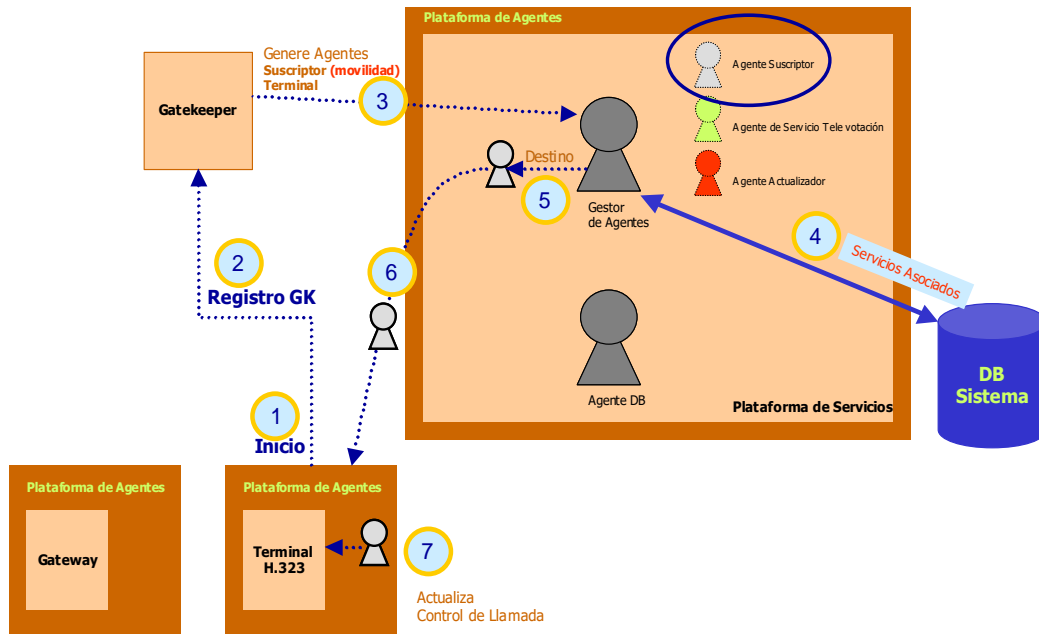 Plataforma de Agentes
Genere Agentes
Suscriptor (movilidad)
Terminal
Gatekeeper
3
Agente Suscriptor
Agente de Servicio Tele votación
Agente Actualizador
Destino
5
Gestor
de Agentes
4
Servicios Asociados
6
2
Registro GK
DB
Sistema
Agente DB
Plataforma de Servicios
1
Inicio
Plataforma de Agentes
Gateway
Plataforma de Agentes
Terminal
H.323
7
Actualiza
Control de Llamada